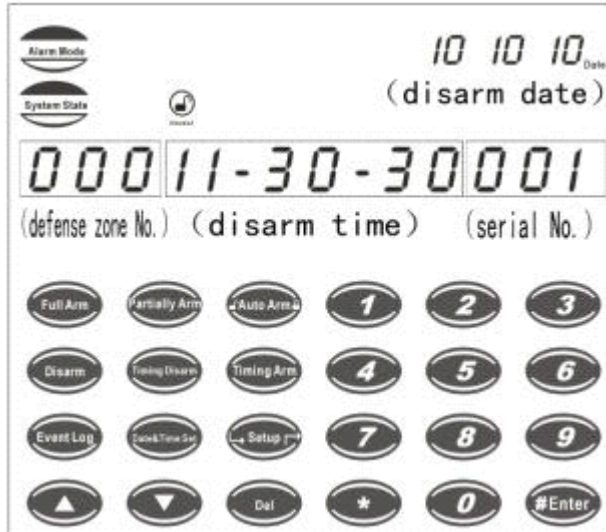 Alarm Mode
10 10 10 Date
(disarm date)
System State
000 11-30-30 001
(defense zone No.) (disarm time) (serial No.)
Full Arm Partially Arm Auto Arm 1 2 3
Disarm Timing Disarm Timing Arm 4 5 6
Event Log Date&Time Set Setup 7 8 9
Del * 0 #Enter